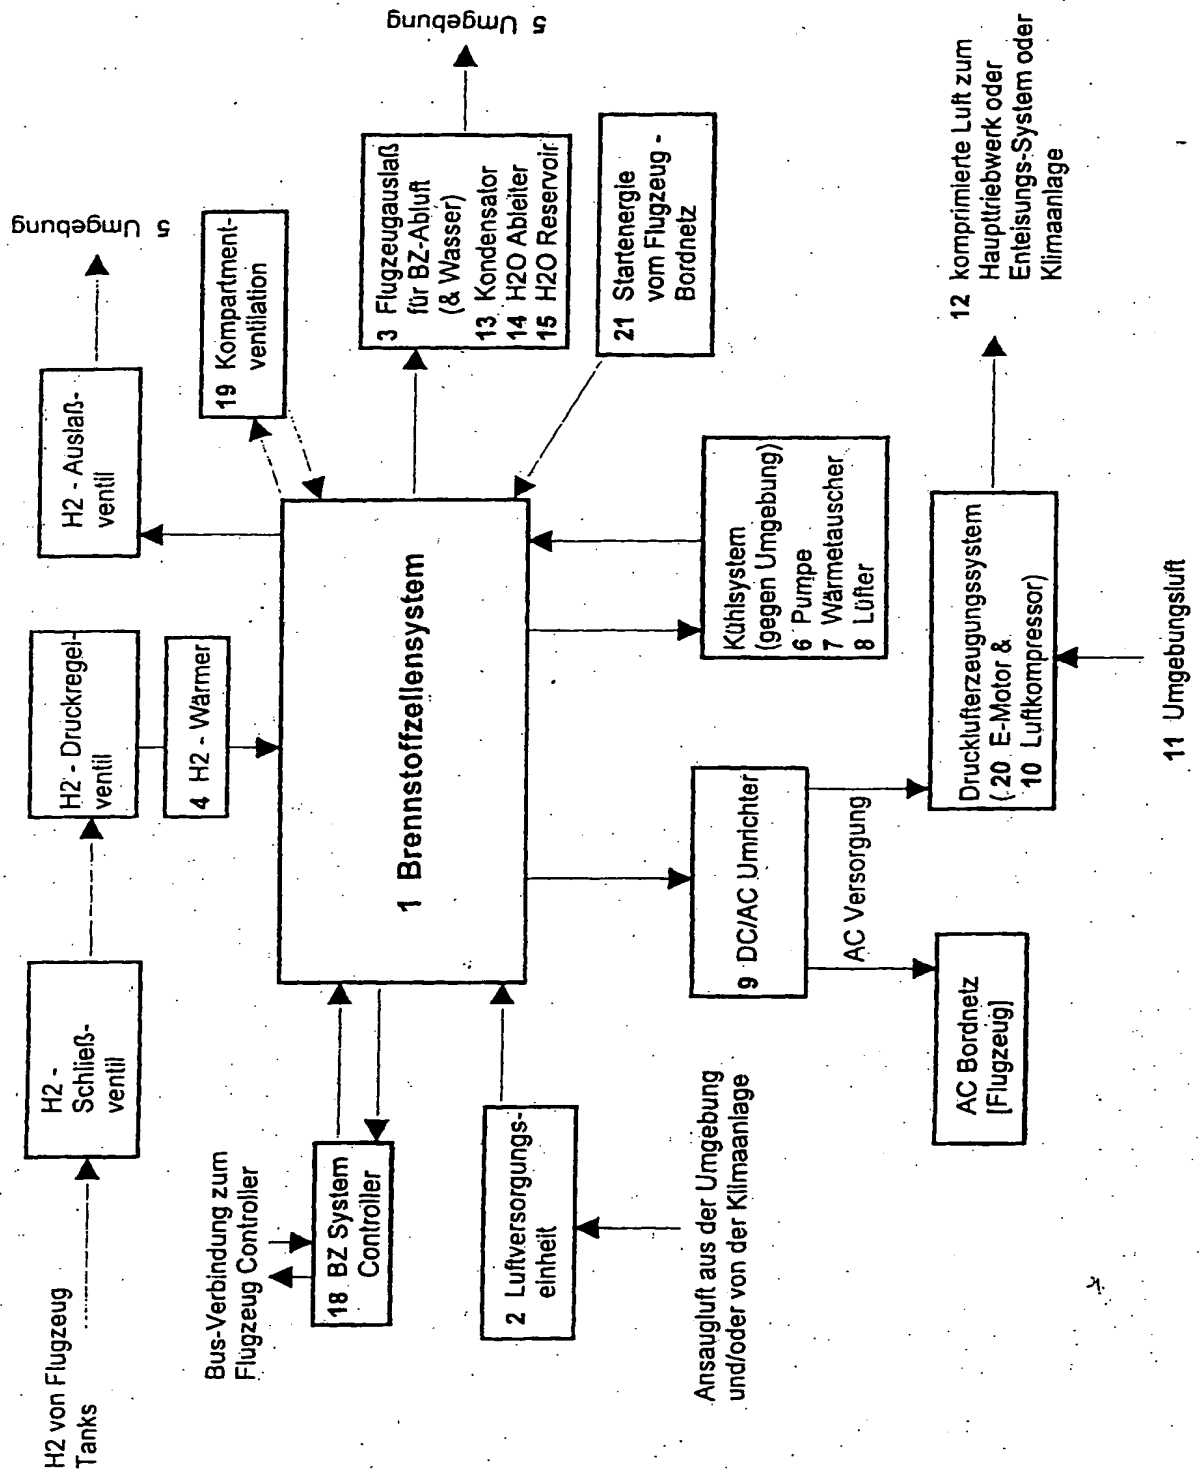 H2 von Flugzeug
Tanks
H2 -
Schließ-
ventil
H2 - Druckregel-
ventil
4 H2 - Wärmer
H2 - Auslaß-
ventil
5 Umgebung
19 Kompartment-
ventilation
Bus-Verbindung zum
Flugzeug Controller
18 BZ System
Controller
1 Brennstoffzellensystem
3 Flugzeugauslaß
für BZ-Abluft
(& Wasser)
13 Kondensator
14 H2O Ableiter
15 H2O Reservoir
5 Umgebung
2 Luftversorgungs-
einheit
Ansaugluft aus der Umgebung
und/oder von der Klimaanlage
21 Startenergie
vom Flugzeug -
Bordnetz
Kühlsystem
(gegen Umgebung)
6 Pumpe
7 Wärmetauscher
8 Lüfter
9 DC/AC Umrichter
AC Versorgung
AC Bordnetz
[Flugzeug]
Drucklufterzeugungssystem
( 20 E-Motor &
10 Luftkompressor)
11 Umgebungsluft
12 komprimierte Luft zum
Haupttriebwerk oder
Enteisungs-System oder
Klimaanlage